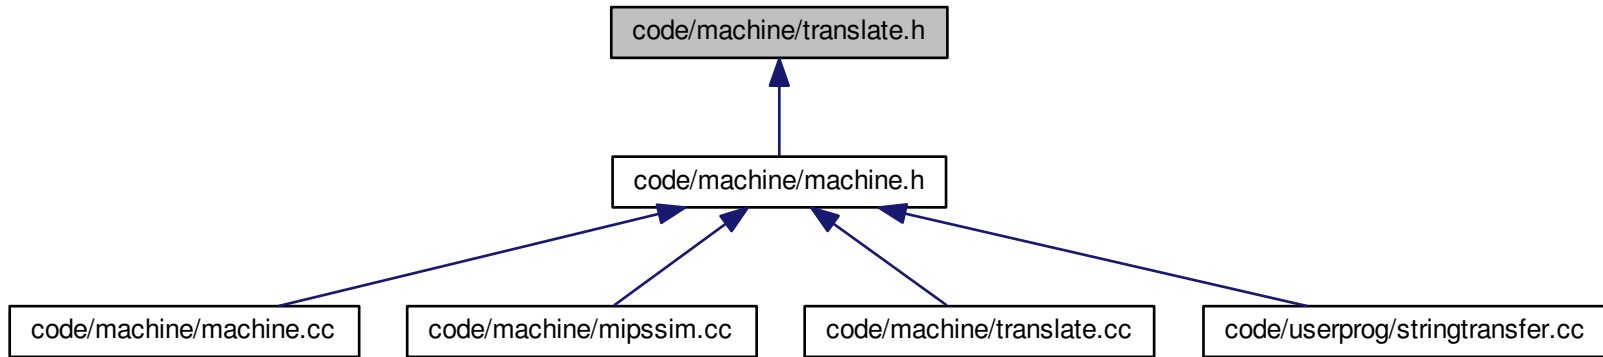 code/machine/translate.h
code/machine/machine.h
code/machine/machine.cc
code/machine/mipssim.cc
code/machine/translate.cc
code/userprog/stringtransfer.cc